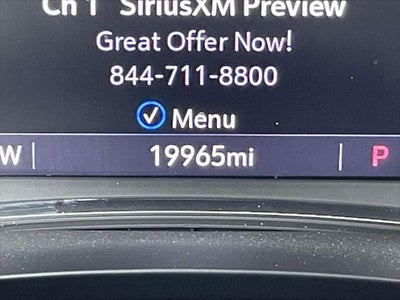 Ch 1 SiriusXM Preview
Great Offer Now!
844-711-8800
Menu
W 19965mi P